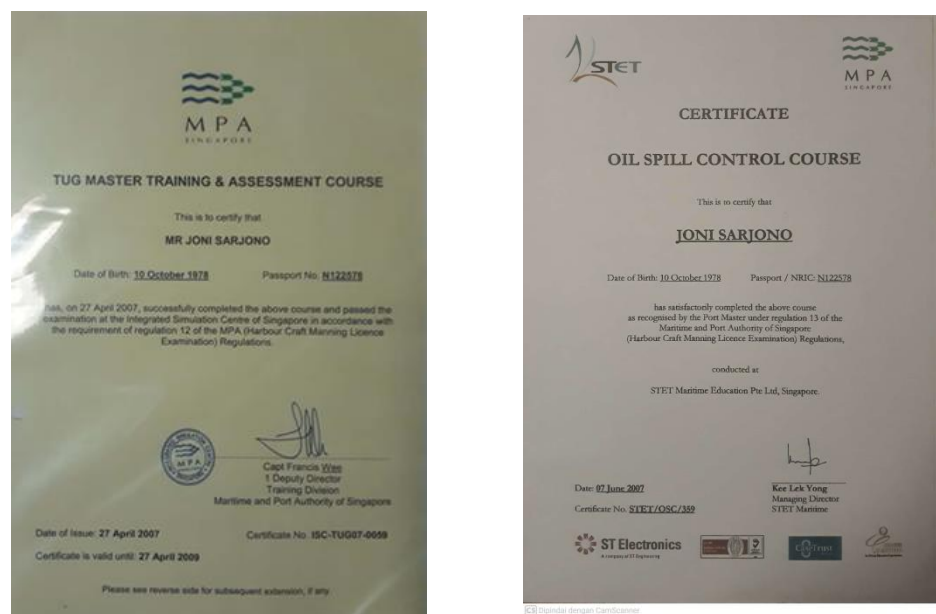 MPA
SINGAPORE
TUG MASTER TRAINING & ASSESSMENT COURSE
This is to certify that
MR JONI SARJONO
Date of Birth: 10 October 1978 Passport No. N122578
has, on 27 April 2007, successfully completed the above course and passed the
examination at the Integrated Simulation Centre of Singapore in accordance with
the requirement of regulation 12 of the MPA (Harbour Craft Manning Licence
Examination) Regulations.
MPA
Capt Francis Wee
1 Deputy Director
Training Division
Maritime and Port Authority of Singapore
Date of Issue: 27 April 2007 Certificate No. ISC-TUG07-0059
Certificate is valid until: 27 April 2009
Please see reverse side for subsequent extension, if any
STET
MPA
SINGAPORE
CERTIFICATE
OIL SPILL CONTROL COURSE
This is to certify that
JONI SARJONO
Date of Birth: 10 October 1978 Passport / NRIC: N122578
has satisfactorily completed the above course
as recognised by the Port Master under regulation 13 of the
Maritime and Port Authority of Singapore
(Harbour Craft Manning Licence Examination) Regulations,
conducted at
STET Maritime Education Pte Ltd, Singapore.
Date: 07 June 2007
Certificate No. STET/OSC/359
Kee Lek Yong
Managing Director
STET Maritime
ST Electronics
A company of ST Engineering
CaseTrust
CS Dipindai dengan CamScanner